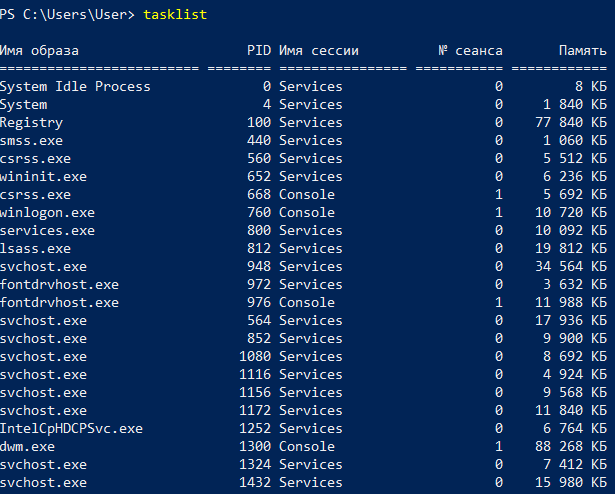 PS C:\Users\User> tasklist
Имя образа PID Имя сессии № сеанса Память
========================= ======== ================ =========== ============
System Idle Process 0 Services 0 8 КБ
System 4 Services 0 1 840 КБ
Registry 100 Services 0 77 840 КБ
smss.exe 440 Services 0 1 060 КБ
csrss.exe 560 Services 0 5 512 КБ
wininit.exe 652 Services 0 6 236 КБ
csrss.exe 668 Console 1 5 692 КБ
winlogon.exe 760 Console 1 10 720 КБ
services.exe 800 Services 0 10 092 КБ
lsass.exe 812 Services 0 19 812 КБ
svchost.exe 948 Services 0 34 564 КБ
fontdrvhost.exe 972 Services 0 3 632 КБ
fontdrvhost.exe 976 Console 1 11 988 КБ
svchost.exe 564 Services 0 17 936 КБ
svchost.exe 852 Services 0 9 900 КБ
svchost.exe 1080 Services 0 8 692 КБ
svchost.exe 1116 Services 0 4 924 КБ
svchost.exe 1156 Services 0 9 568 КБ
svchost.exe 1172 Services 0 11 840 КБ
IntelCpHDCPSvc.exe 1252 Services 0 6 764 КБ
dwm.exe 1300 Console 1 88 268 КБ
svchost.exe 1324 Services 0 7 412 КБ
svchost.exe 1432 Services 0 15 980 КБ